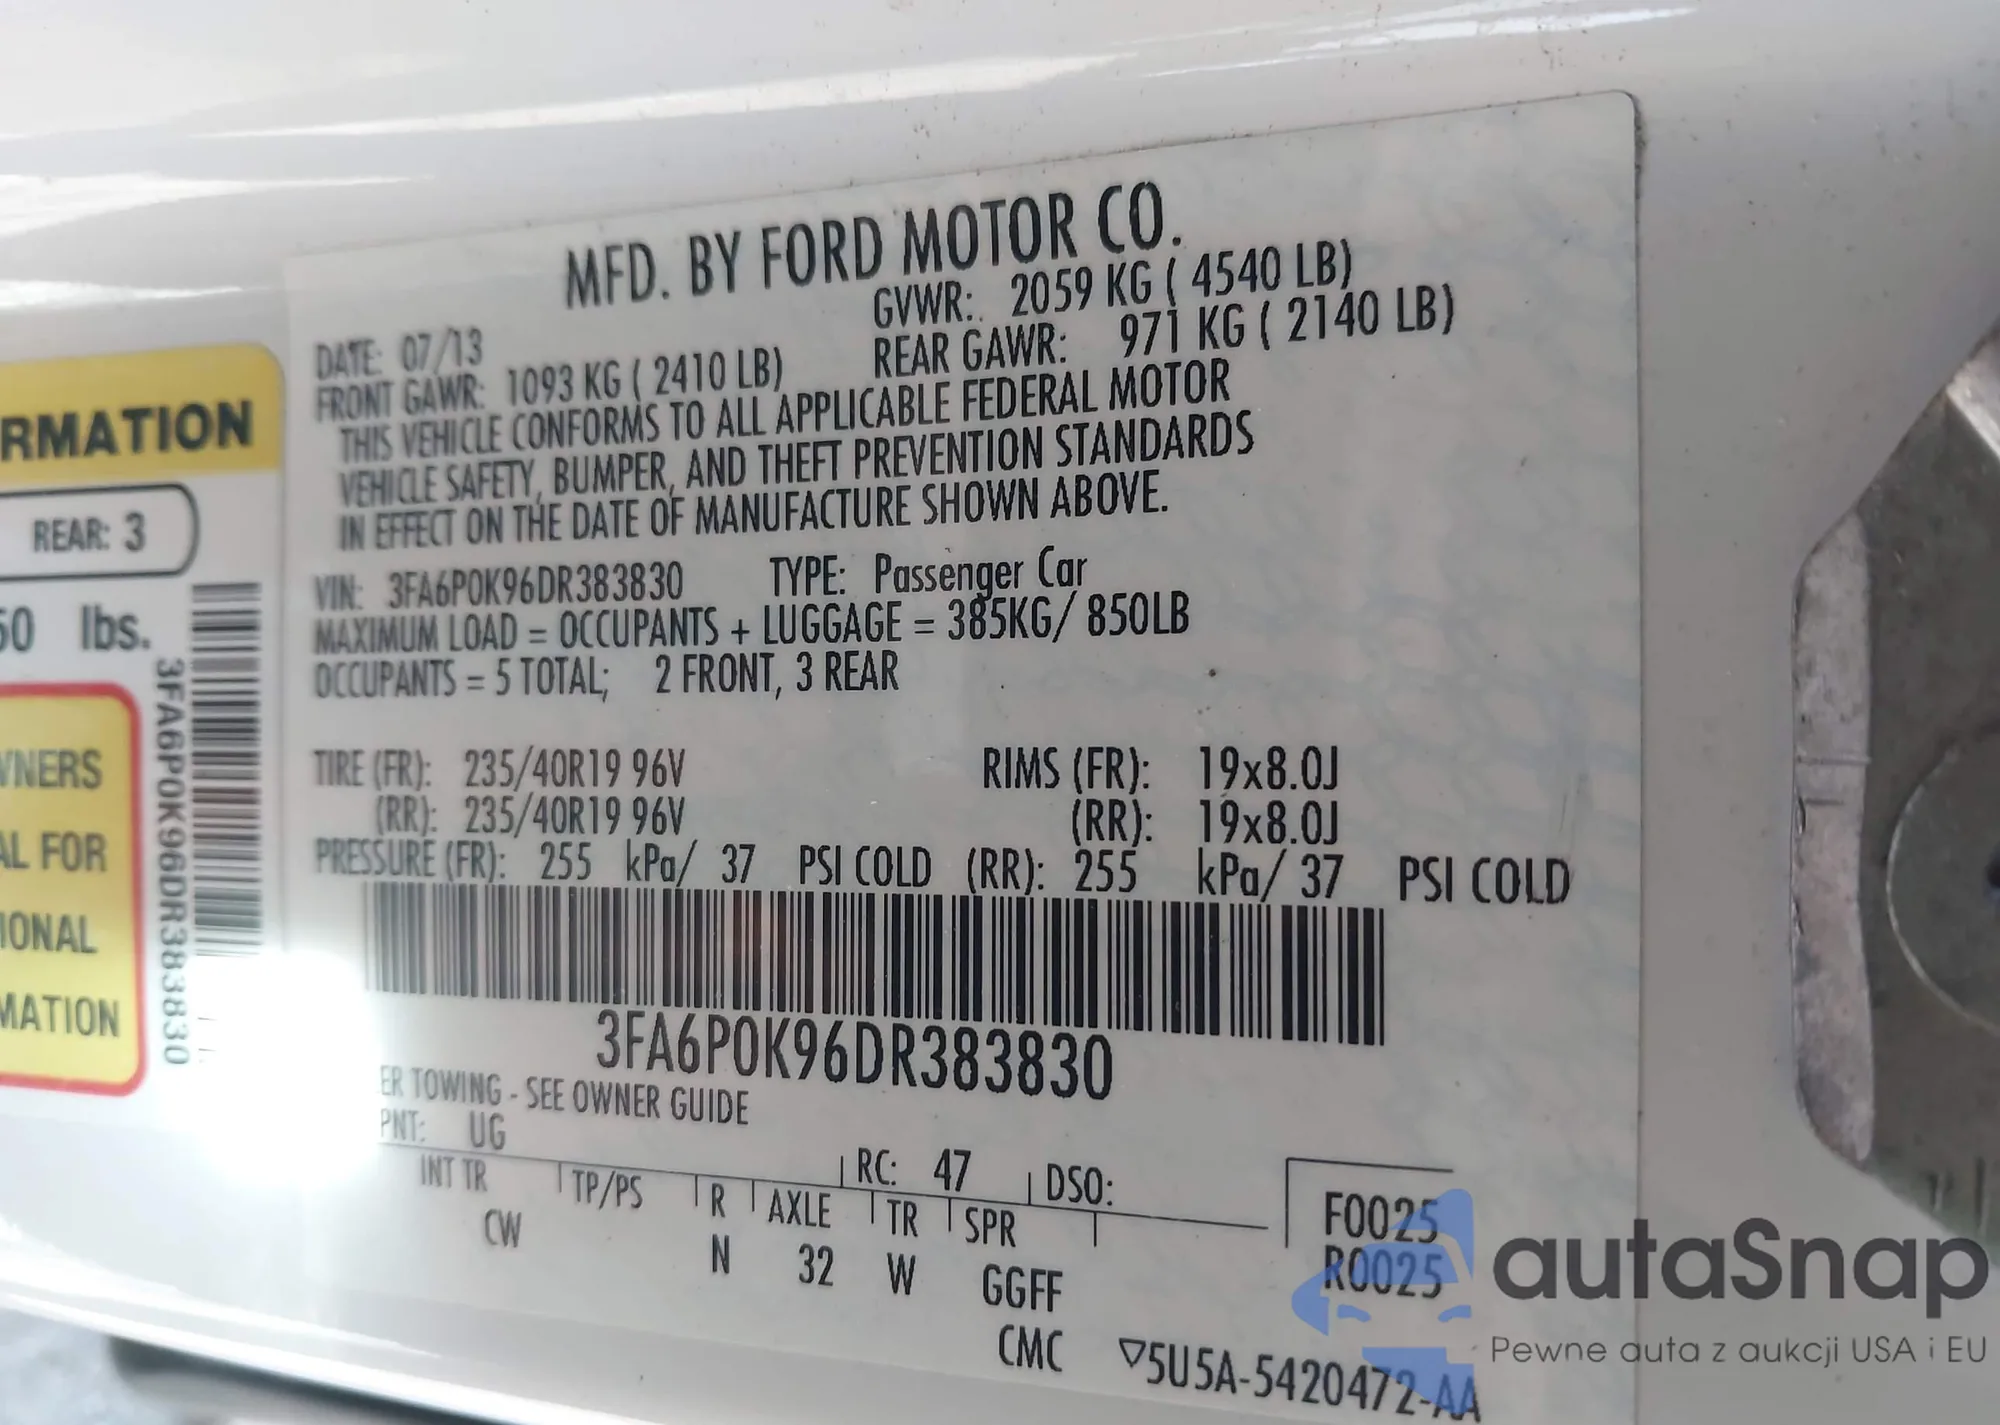 MFD. BY FORD MOTOR CO.
DATE: 07/13 GVWR: 2059 KG ( 4540 LB)
FRONT GAWR: 1093 KG ( 2410 LB) REAR GAWR: 971 KG ( 2140 LB)
THIS VEHICLE CONFORMS TO ALL APPLICABLE FEDERAL MOTOR
VEHICLE SAFETY, BUMPER, AND THEFT PREVENTION STANDARDS
IN EFFECT ON THE DATE OF MANUFACTURE SHOWN ABOVE.
VIN: 3FA6P0K96DR383830 TYPE: Passenger Car
MAXIMUM LOAD = OCCUPANTS + LUGGAGE = 385KG/ 850LB
OCCUPANTS = 5 TOTAL; 2 FRONT, 3 REAR
TIRE (FR): 235/40R19 96V RIMS (FR): 19x8.0J
(RR): 235/40R19 96V (RR): 19x8.0J
PRESSURE (FR): 255 kPa/ 37 PSI COLD (RR): 255 kPa/ 37 PSI COLD
3FA6P0K96DR383830
ER TOWING - SEE OWNER GUIDE
PNT: UG
RC: 47 DSO:
INT TR TP/PS R AXLE TR SPR
CW N 32 W GGFF
F0025
R0025
CMC ▽5U5A-5420472-AA
RMATION
REAR: 3
50 lbs.
WNERS
AL FOR
IONAL
MATION
3FA6P0K96DR383830
autaSnap
Pewne auta z aukcji USA i EU